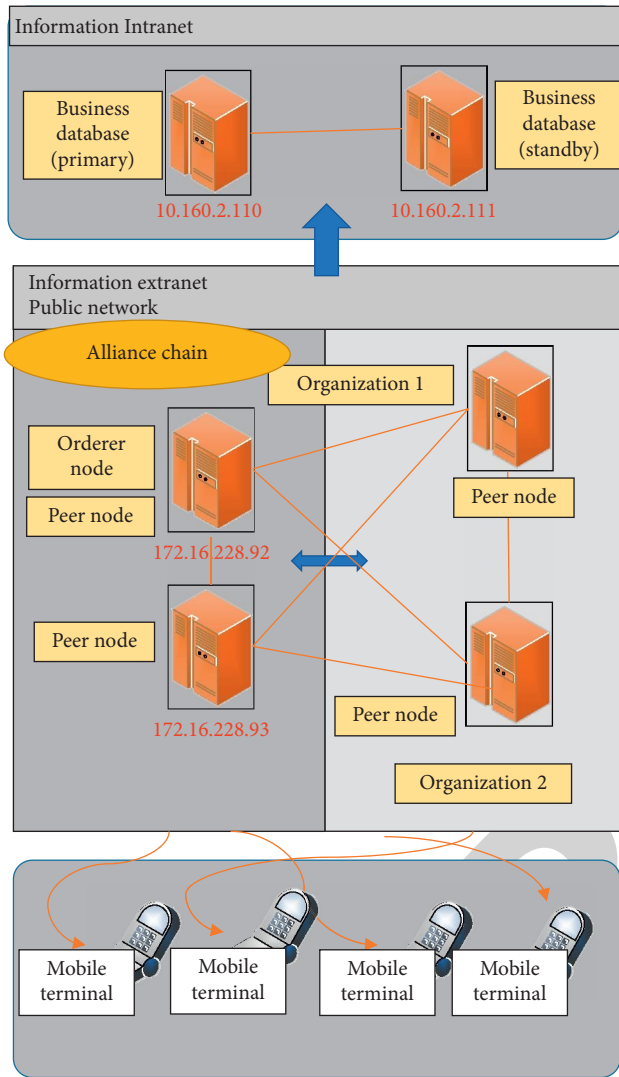 Information Intranet
Business
database
(primary)
Business
database
(standby)
10.160.2.110
10.160.2.111
Information extranet
Public network
Alliance chain
Organization 1
Orderer
node
Peer node
Peer node
172.16.228.92
Peer node
172.16.228.93
Peer node
Organization 2
Mobile
terminal
Mobile
terminal
Mobile
terminal
Mobile
terminal